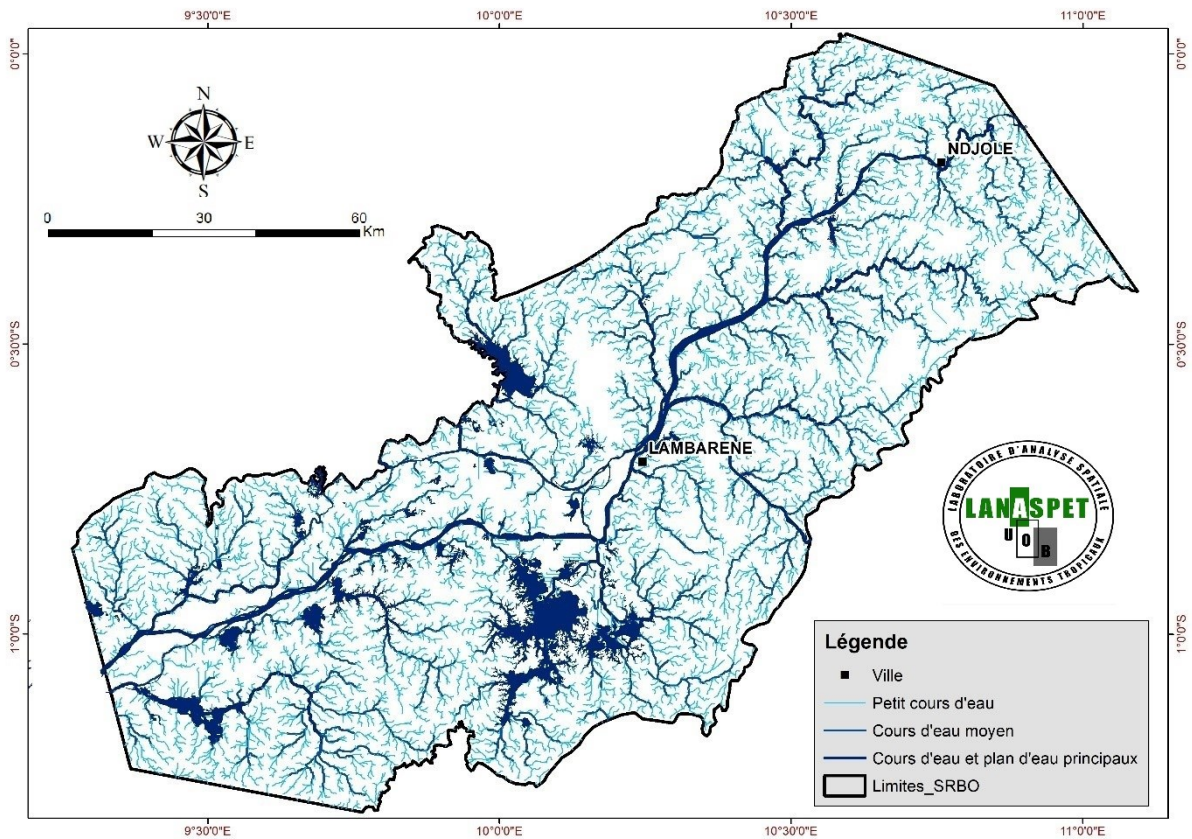 9°30'0"E 10°0'0"E 10°30'0"E 11°0'0"E
0°0'0"
0°0'0"
N
W E
S
0 30 60
Km
NDJOLE
0°30'0"S
0°30'0"S
LAMBARENE
LABORATOIRE D'ANALYSE SPATIALE
LANASPET
U O B
DES ENVIRONNEMENTS TROPICAUX
1°0'0"S
1°0'0"S
Légende
Ville
Petit cours d'eau
Cours d'eau moyen
Cours d'eau et plan d'eau principaux
Limites_SRBO
9°30'0"E 10°0'0"E 10°30'0"E 11°0'0"E